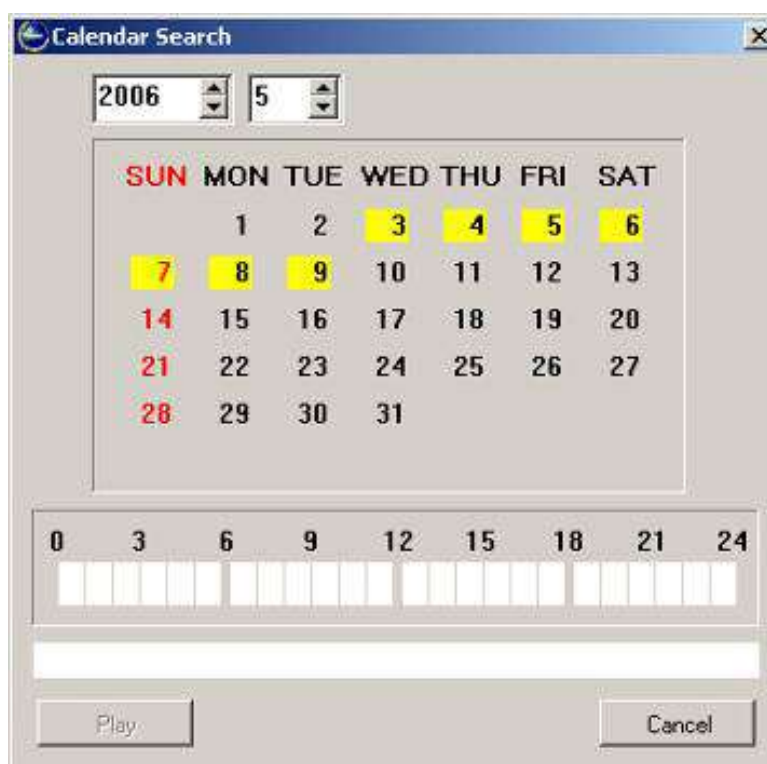 Calendar Search
2006 5
SUN MON TUE WED THU FRI SAT
1 2 3 4 5 6
7 8 9 10 11 12 13
14 15 16 17 18 19 20
21 22 23 24 25 26 27
28 29 30 31
0 3 6 9 12 15 18 21 24
Play Cancel